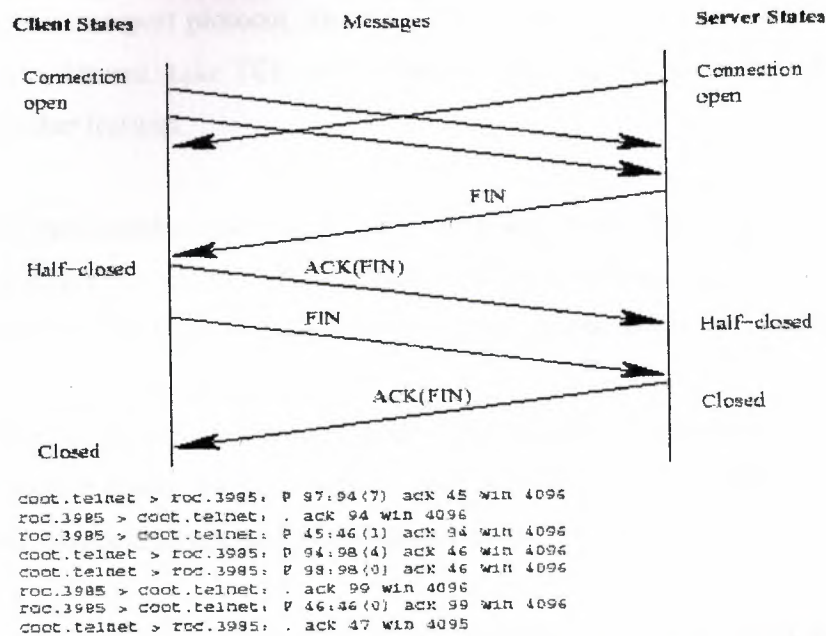 Client States Messages Server States
Connection open
Connection open
FIN
Half-closed
ACK(FIN)
FIN
Half-closed
ACK(FIN)
Closed
Closed
coot.telnet > roc.3985: P 87:94(7) ack 45 win 4096
roc.3985 > coot.telnet: . ack 94 win 4096
roc.3985 > coot.telnet: P 45:46(1) ack 94 win 4096
coot.telnet > roc.3985: P 94:98(4) ack 46 win 4096
coot.telnet > roc.3985: F 98:98(0) ack 46 win 4096
roc.3985 > coot.telnet: . ack 99 win 4096
roc.3985 > coot.telnet: F 46:46(0) ack 99 win 4096
coot.telnet > roc.3985: . ack 47 win 4095